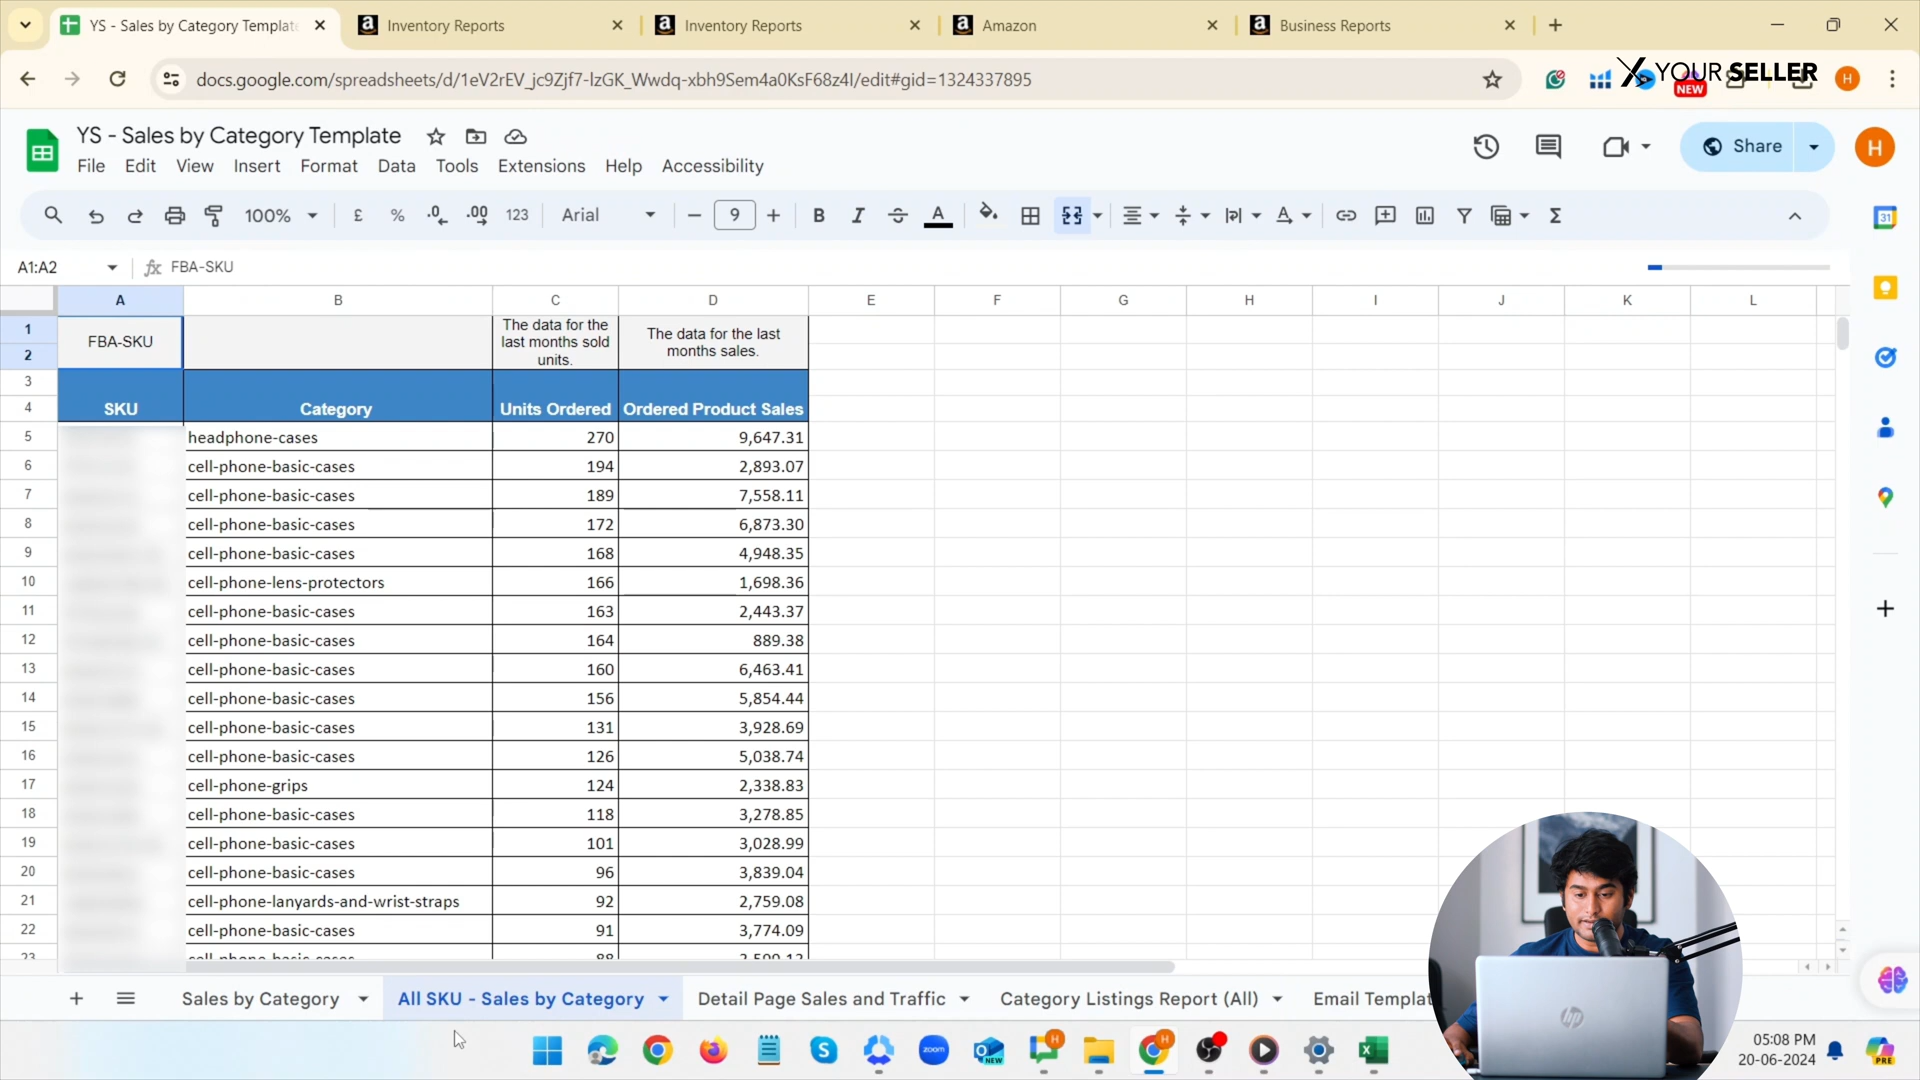 YS - Sales by Category Template
Inventory Reports
Inventory Reports
Amazon
Business Reports
docs.google.com/spreadsheets/d/1eV2rEV_jc9Zjf7-lzGK_Wwdq-xbh9Sem4a0KsF68z4I/edit#gid=1324337895
YOUR SELLER
NEW
H
YS - Sales by Category Template
File Edit View Insert Format Data Tools Extensions Help Accessibility
Share
H
100% £ % .0 .00 123 Arial 9 B I A
31
A1:A2 fx FBA-SKU
A B C D E F G H I J K L
1 FBA-SKU The data for the last months sold units. The data for the last months sales.
2
3
4 SKU Category Units Ordered Ordered Product Sales
5 headphone-cases 270 9,647.31
6 cell-phone-basic-cases 194 2,893.07
7 cell-phone-basic-cases 189 7,558.11
8 cell-phone-basic-cases 172 6,873.30
9 cell-phone-basic-cases 168 4,948.35
10 cell-phone-lens-protectors 166 1,698.36
11 cell-phone-basic-cases 163 2,443.37
12 cell-phone-basic-cases 164 889.38
13 cell-phone-basic-cases 160 6,463.41
14 cell-phone-basic-cases 156 5,854.44
15 cell-phone-basic-cases 131 3,928.69
16 cell-phone-basic-cases 126 5,038.74
17 cell-phone-grips 124 2,338.83
18 cell-phone-basic-cases 118 3,278.85
19 cell-phone-basic-cases 101 3,028.99
20 cell-phone-basic-cases 96 3,839.04
21 cell-phone-lanyards-and-wrist-straps 92 2,759.08
22 cell-phone-basic-cases 91 3,774.09
23 cell-phone-basic-cases 88
Sales by Category All SKU - Sales by Category Detail Page Sales and Traffic Category Listings Report (All) Email Templat
hp
zoom
NEW
H
H
05:08 PM
20-06-2024
PRE